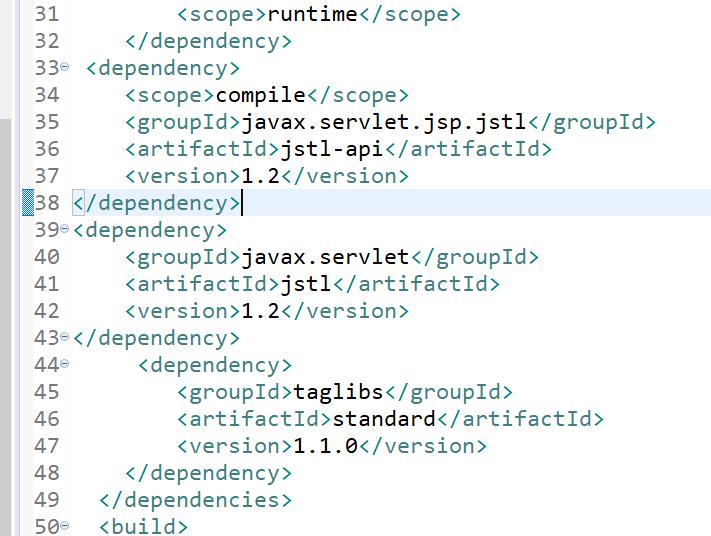 31         <scope>runtime</scope>
32     </dependency>
33  <dependency>
34     <scope>compile</scope>
35     <groupId>javax.servlet.jsp.jstl</groupId>
36     <artifactId>jstl-api</artifactId>
37     <version>1.2</version>
38 </dependency>
39 <dependency>
40     <groupId>javax.servlet</groupId>
41     <artifactId>jstl</artifactId>
42     <version>1.2</version>
43 </dependency>
44      <dependency>
45         <groupId>taglibs</groupId>
46         <artifactId>standard</artifactId>
47         <version>1.1.0</version>
48     </dependency>
49   </dependencies>
50   <build>